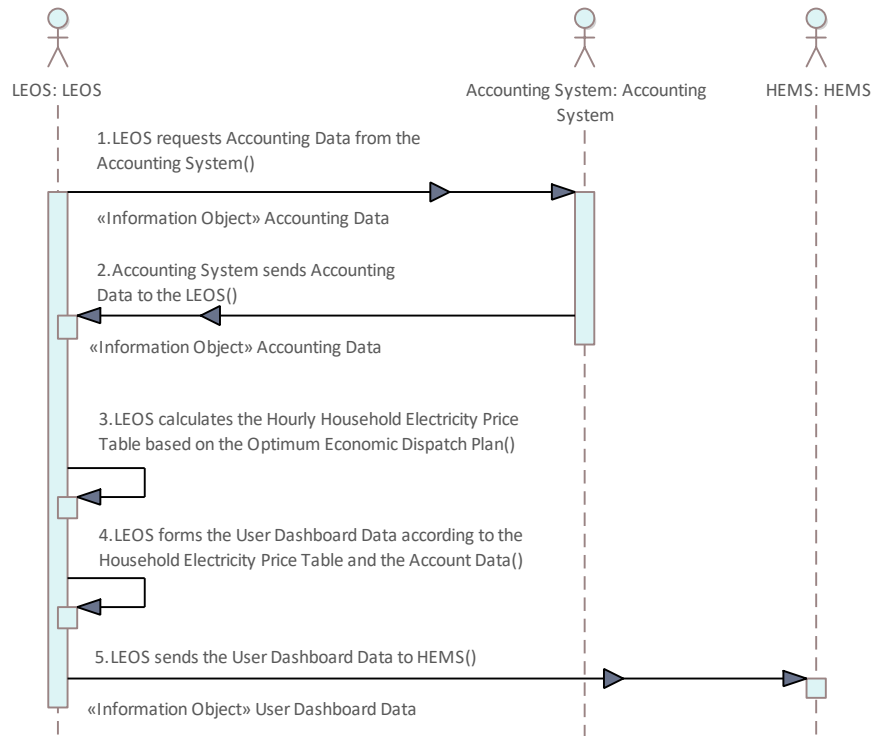 LEOS: LEOS
Accounting System: Accounting
System
HEMS: HEMS
1.LEOS requests Accounting Data from the
Accounting System()
«Information Object» Accounting Data
2.Accounting System sends Accounting
Data to the LEOS()
«Information Object» Accounting Data
3.LEOS calculates the Hourly Household Electricity Price
Table based on the Optimum Economic Dispatch Plan()
4.LEOS forms the User Dashboard Data according to the
Household Electricity Price Table and the Account Data()
5.LEOS sends the User Dashboard Data to HEMS()
«Information Object» User Dashboard Data